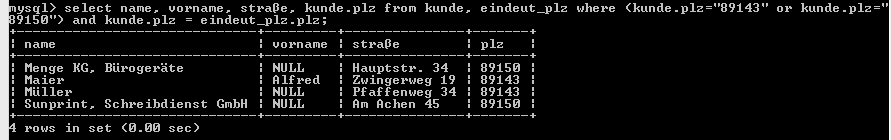 mysql> select name, vorname, straße, kunde.plz from kunde, eindeut_plz where (kunde.plz="89143" or kunde.plz="
89150") and kunde.plz = eindeut_plz.plz;
+------------------------------+---------+----------------+-------+
| name | vorname | straße | plz |
+------------------------------+---------+----------------+-------+
| Menge KG, Bürogeräte | NULL | Hauptstr. 34 | 89150 |
| Maier | Alfred | Zwingerweg 19 | 89143 |
| Müller | NULL | Pfaffenweg 34 | 89143 |
| Sunprint, Schreibdienst GmbH | NULL | Am Achen 45 | 89150 |
+------------------------------+---------+----------------+-------+
4 rows in set (0.00 sec)